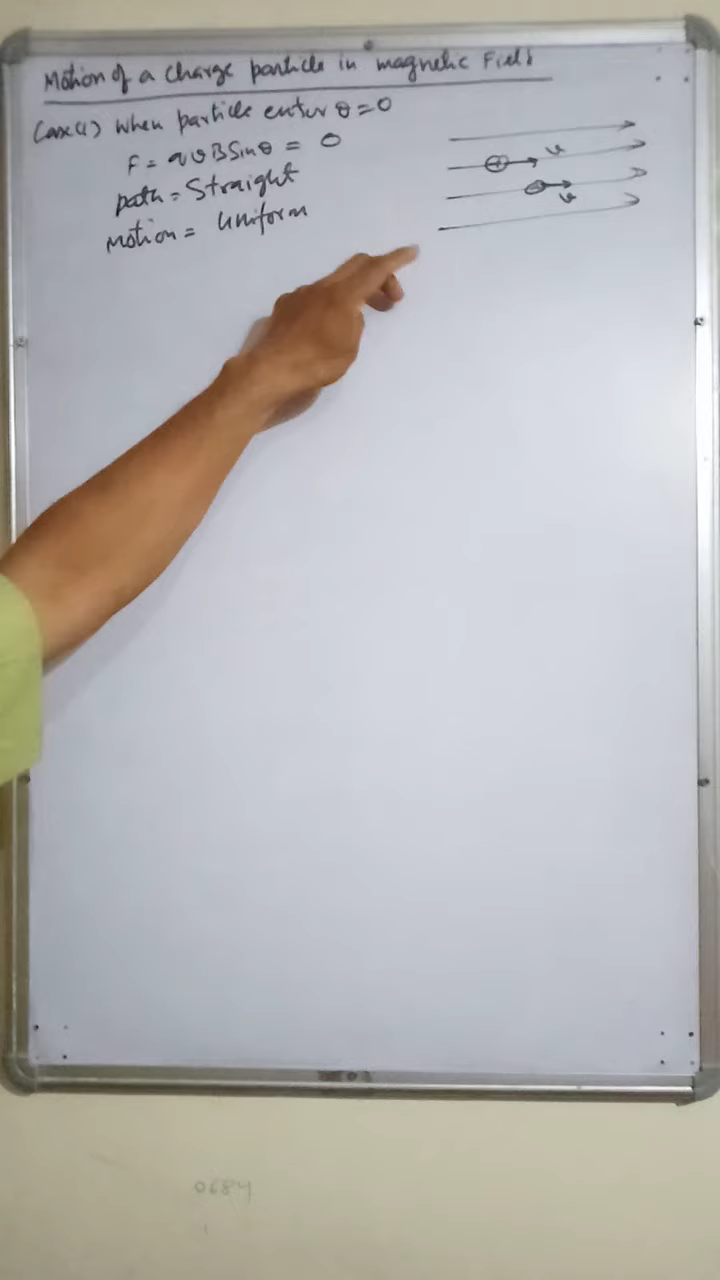 Motion of a charge particle in magnetic Field
Case(1) When particle enter θ = 0
F = qvBSinθ = 0
path = Straight
Motion = Uniform
+ v
- v
0684